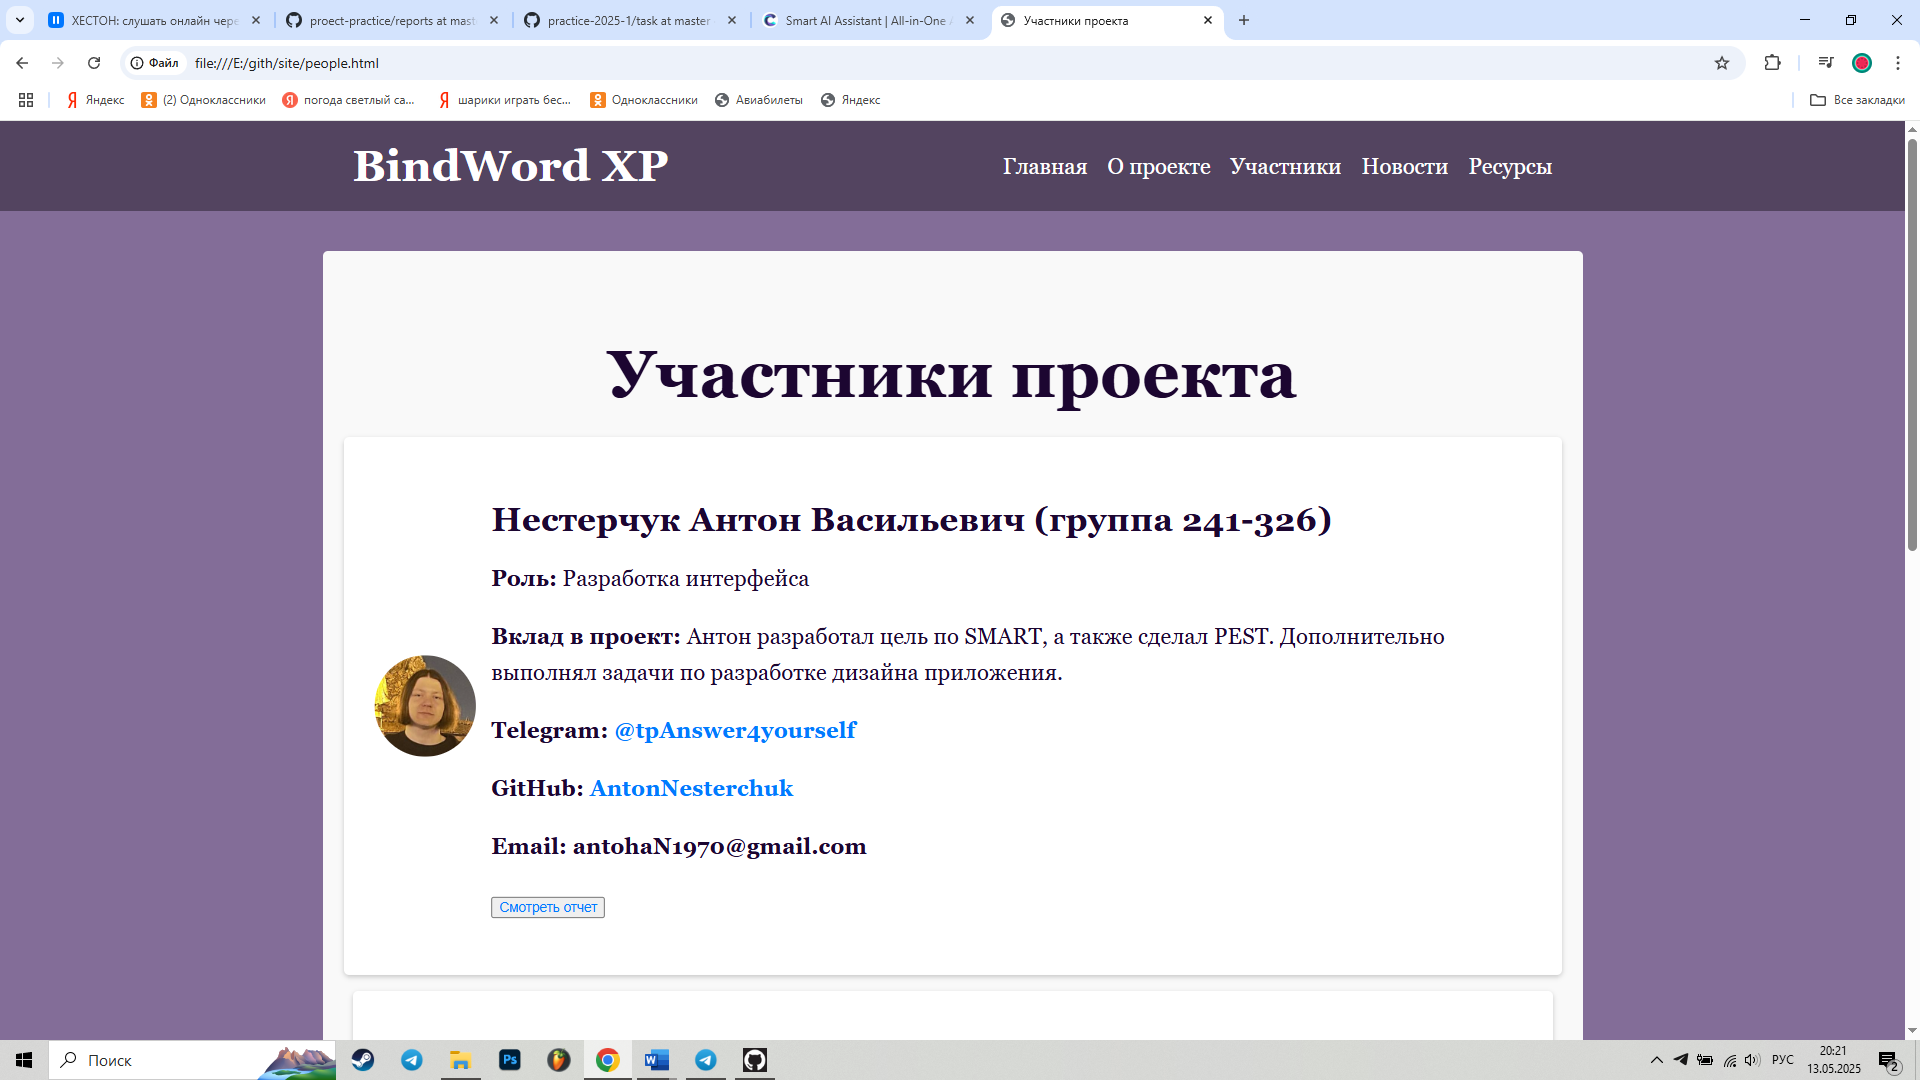 ХЕСТОН: слушать онлайн чере
proect-practice/reports at mast
practice-2025-1/task at master
Smart AI Assistant | All-in-One A
Участники проекта
Файл
file:///E:/gith/site/people.html
Яндекс
(2) Одноклассники
погода светлый са...
шарики играть бес...
Одноклассники
Авиабилеты
Яндекс
Все закладки
BindWord XP
Главная
О проекте
Участники
Новости
Ресурсы
Участники проекта
Нестерчук Антон Васильевич (группа 241-326)
Роль: Разработка интерфейса
Вклад в проект: Антон разработал цель по SMART, а также сделал PEST. Дополнительно
выполнял задачи по разработке дизайна приложения.
Telegram: @tpAnswer4yourself
GitHub: AntonNesterchuk
Email: antohaN1970@gmail.com
Смотреть отчет
Поиск
Ps
РУС
20:21
13.05.2025
2